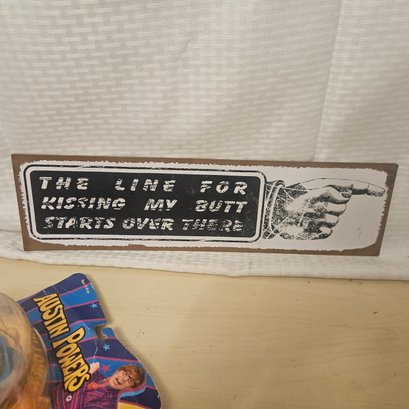 THE LINE FOR
KISSING MY BUTT
STARTS OVER THERE
AUSTIN POWERS